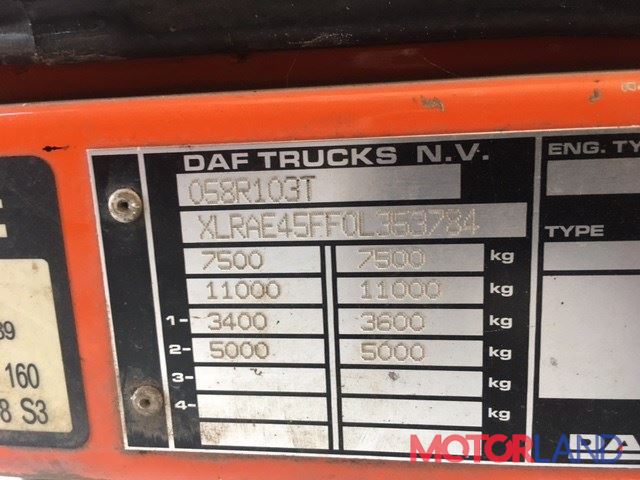 DAF TRUCKS N.V.
058R103T
XLRAE45FF0L353784
7500 7500 kg
11000 11000 kg
1- 3400 3600 kg
2- 5000 5000 kg
3- kg
4- kg
ENG. TY
TYPE
E
39
160
8 S3
MOTORLAND